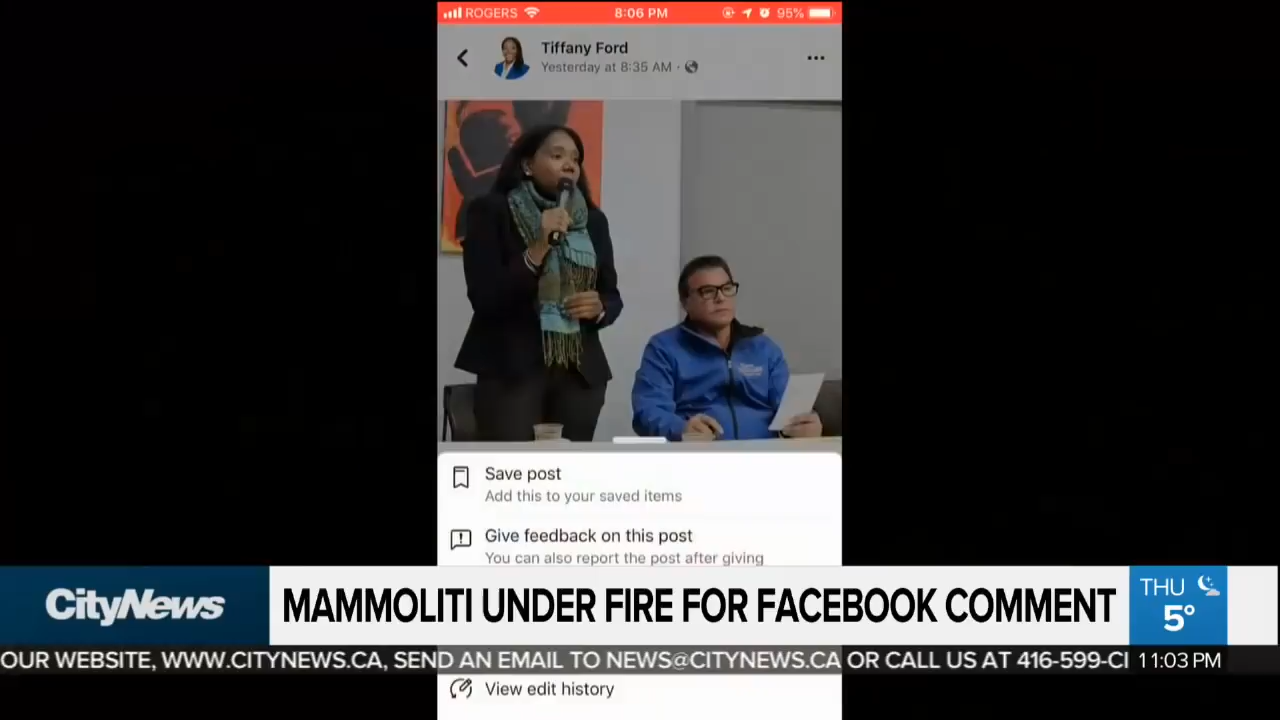 ROGERS 8:06 PM 95%
Tiffany Ford
Yesterday at 8:35 AM ·
Save post
Add this to your saved items
Give feedback on this post
You can also report the post after giving
CityNews MAMMOLITI UNDER FIRE FOR FACEBOOK COMMENT THU 5°
OUR WEBSITE, WWW.CITYNEWS.CA, SEND AN EMAIL TO NEWS@CITYNEWS.CA OR CALL US AT 416-599-CI 11:03 PM
View edit history